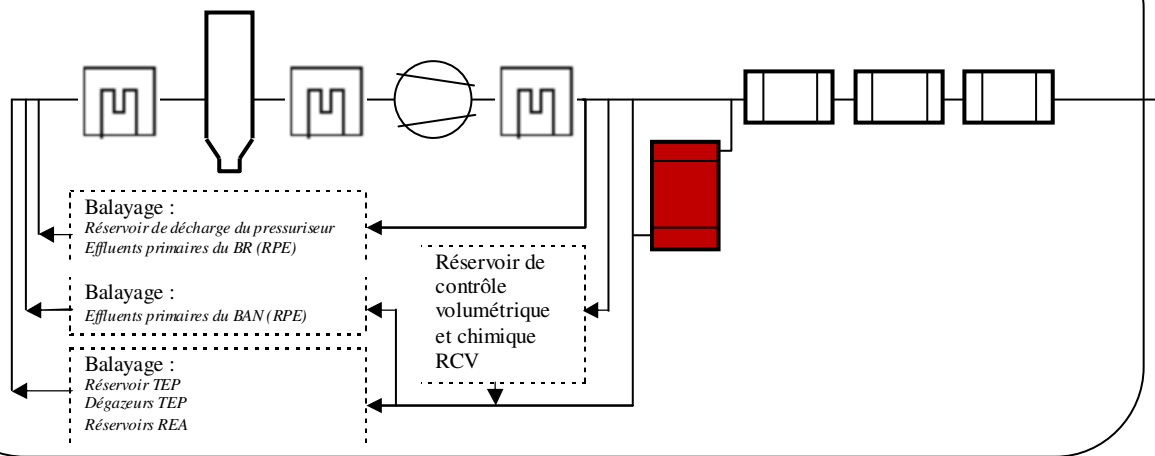 Balayage :
Réservoir de décharge du pressuriseur
Effluents primaires du BR (RPE)
Balayage :
Effluents primaires du BAN (RPE)
Balayage :
Réservoir TEP
Dégazeurs TEP
Réservoirs REA
Réservoir de
contrôle
volumétrique
et chimique
RCV